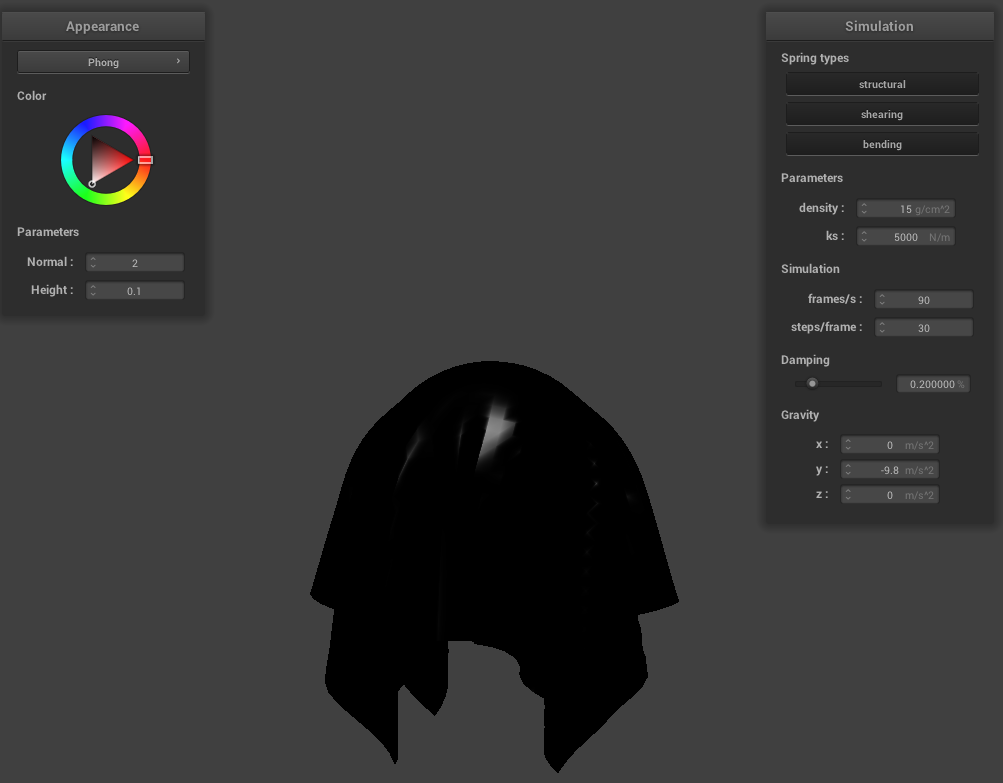 Appearance
Phong
Color
Parameters
Normal : 2
Height : 0.1
Simulation
Spring types
structural
shearing
bending
Parameters
density : 15 g/cm^2
ks : 5000 N/m
Simulation
frames/s : 90
steps/frame : 30
Damping
0.200000 %
Gravity
x : 0 m/s^2
y : -9.8 m/s^2
z : 0 m/s^2